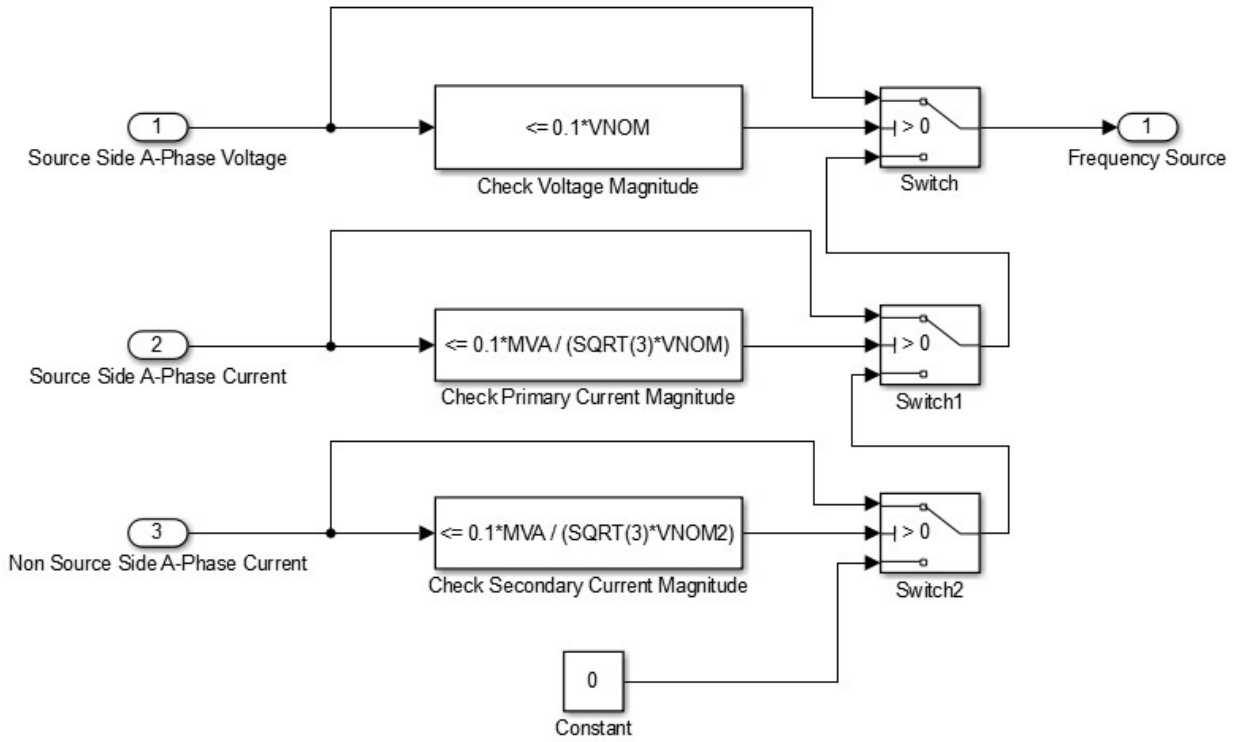 1
Source Side A-Phase Voltage
<= 0.1*VNOM
Check Voltage Magnitude
> 0
Switch
1
Frequency Source
2
Source Side A-Phase Current
<= 0.1*MVA / (SQRT(3)*VNOM)
Check Primary Current Magnitude
> 0
Switch1
3
Non Source Side A-Phase Current
<= 0.1*MVA / (SQRT(3)*VNOM2)
Check Secondary Current Magnitude
> 0
Switch2
0
Constant